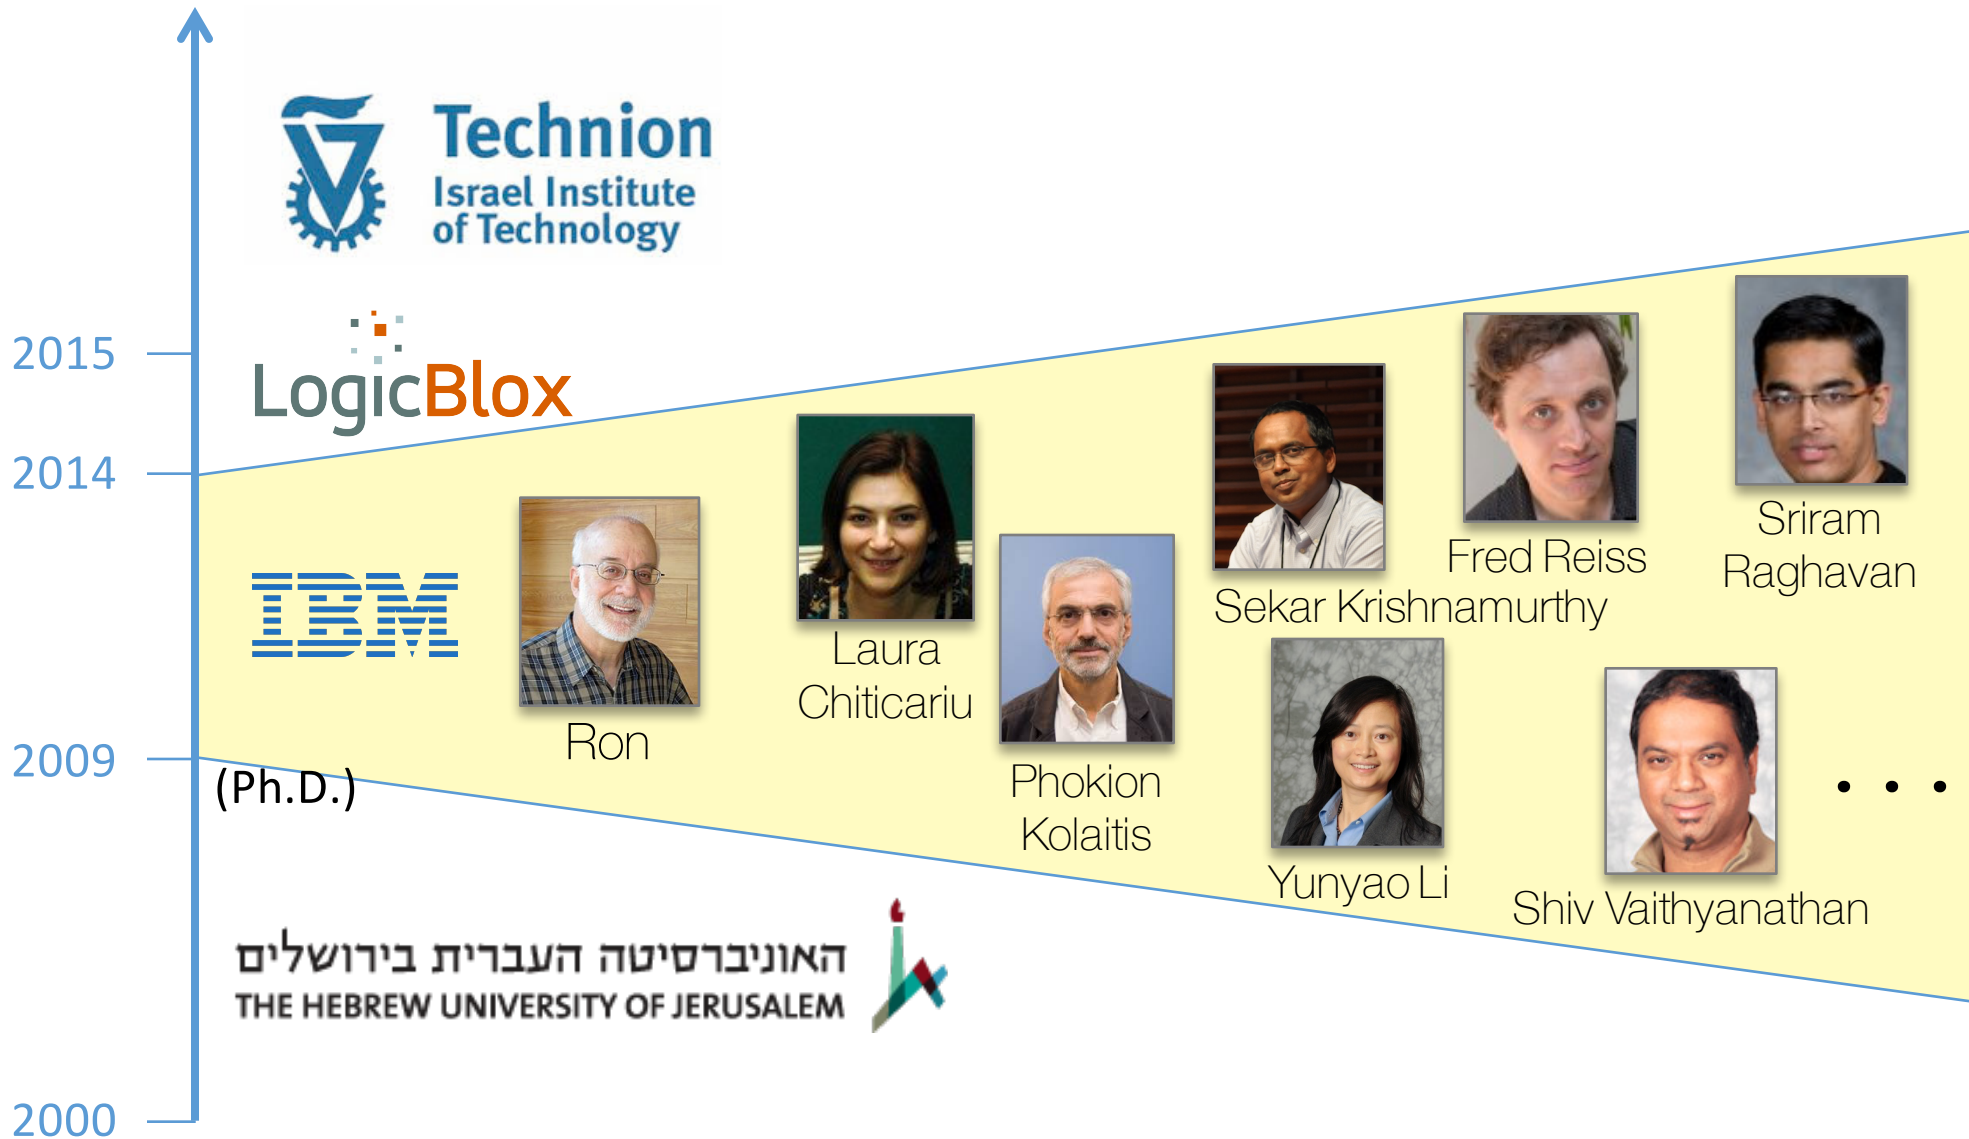 Technion
Israel Institute
of Technology
2015
LogicBlox
2014
IBM
Ron
Laura
Chiticariu
Phokion
Kolaitis
Sekar Krishnamurthy
Fred Reiss
Sriram
Raghavan
Yunyao Li
Shiv Vaithyanathan
. . .
2009
(Ph.D.)
האוניברסיטה העברית בירושלים
THE HEBREW UNIVERSITY OF JERUSALEM
2000